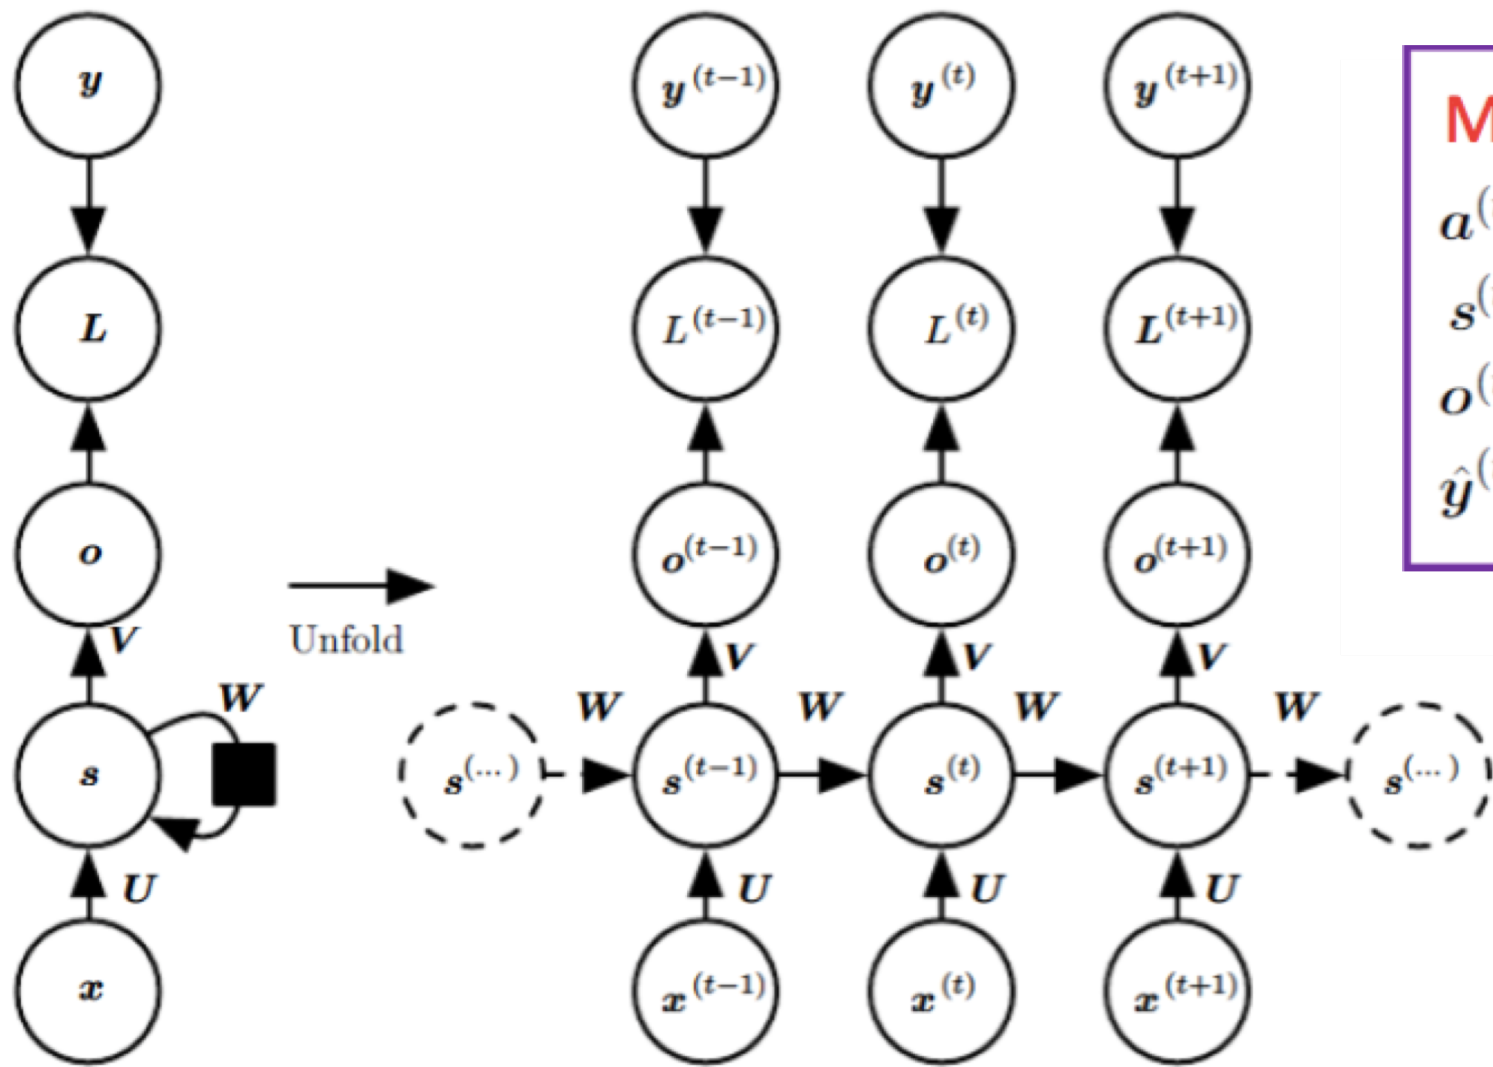 y y^(t−1) y^(t) y^(t+1)
L L^(t−1) L^(t) L^(t+1)
o o^(t−1) o^(t) o^(t+1)
Unfold
V V V V
W W W W W
s s^(...) s^(t−1) s^(t) s^(t+1) s^(...)
U U U U
x x^(t−1) x^(t) x^(t+1)
M
a^(
s^(
o^(
ŷ^(